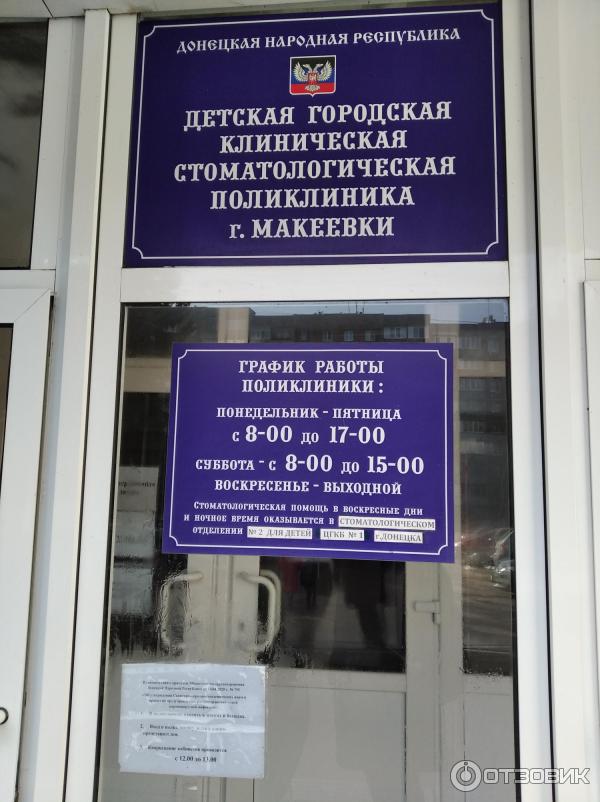 ДОНЕЦКАЯ НАРОДНАЯ РЕСПУБЛИКА
ДЕТСКАЯ ГОРОДСКАЯ
КЛИНИЧЕСКАЯ
СТОМАТОЛОГИЧЕСКАЯ
ПОЛИКЛИНИКА
г. МАКЕЕВКИ
ГРАФИК РАБОТЫ
ПОЛИКЛИНИКИ:
ПОНЕДЕЛЬНИК - ПЯТНИЦА
с 8-00 до 17-00
СУББОТА - с 8-00 до 15-00
ВОСКРЕСЕНЬЕ - ВЫХОДНОЙ
Стоматологическая помощь в воскресные дни
и ночное время оказывается в СТОМАТОЛОГИЧЕСКОМ
отделении № 2 ДЛЯ ДЕТЕЙ ЦГКБ № 1 г.ДОНЕЦКА
2.
3.
с 12.00 до 13.00
ОТЗОВИК